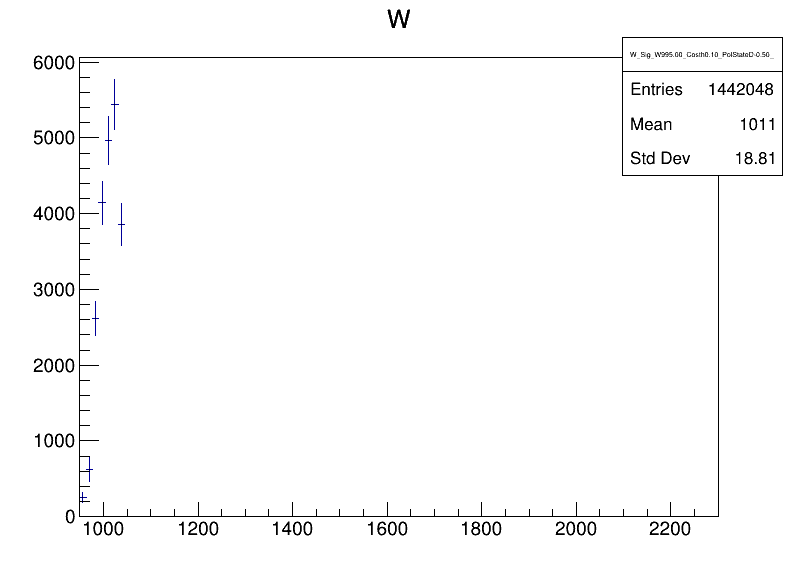 W
W_Sig_W995.00_Costh0.10_PolStateD-0.50_
Entries 1442048
Mean 1011
Std Dev 18.81
6000
5000
4000
3000
2000
1000
0
1000 1200 1400 1600 1800 2000 2200